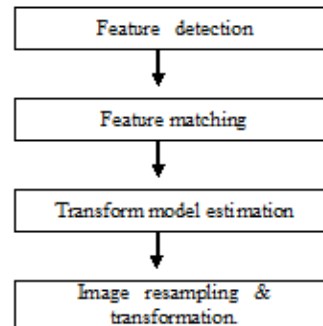 Feature detection
Feature matching
Transform model estimation
Image resampling &
transformation.